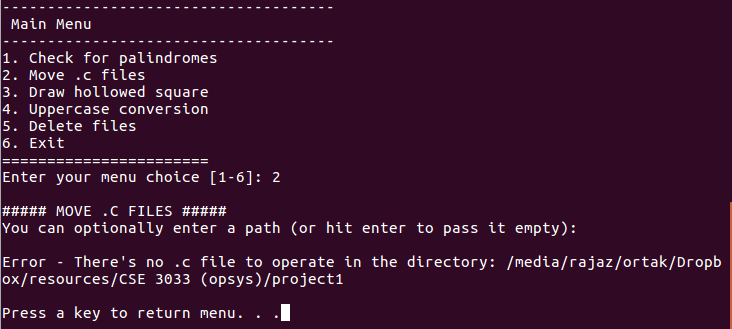 -------------------------------------
 Main Menu
-------------------------------------
1. Check for palindromes
2. Move .c files
3. Draw hollowed square
4. Uppercase conversion
5. Delete files
6. Exit
=======================
Enter your menu choice [1-6]: 2
##### MOVE .C FILES #####
You can optionally enter a path (or hit enter to pass it empty):
Error - There's no .c file to operate in the directory: /media/rajaz/ortak/Dropb
ox/resources/CSE 3033 (opsys)/project1
Press a key to return menu. . .